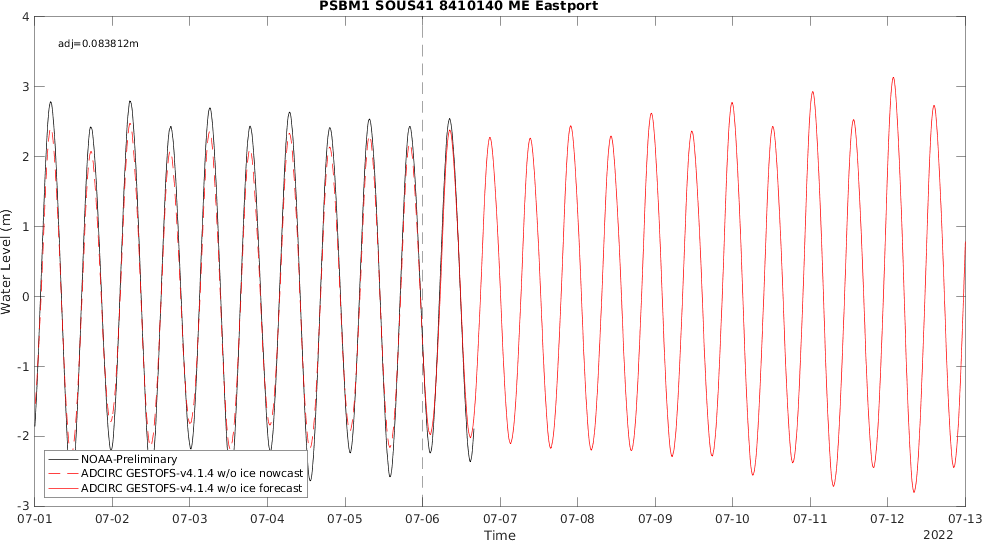 PSBM1 SOUS41 8410140 ME Eastport
adj=0.083812m
4
3
2
1
0
-1
-2
-3
Water Level (m)
NOAA-Preliminary
ADCIRC GESTOFS-v4.1.4 w/o ice nowcast
ADCIRC GESTOFS-v4.1.4 w/o ice forecast
07-01 07-02 07-03 07-04 07-05 07-06 07-07 07-08 07-09 07-10 07-11 07-12 07-13
Time
2022